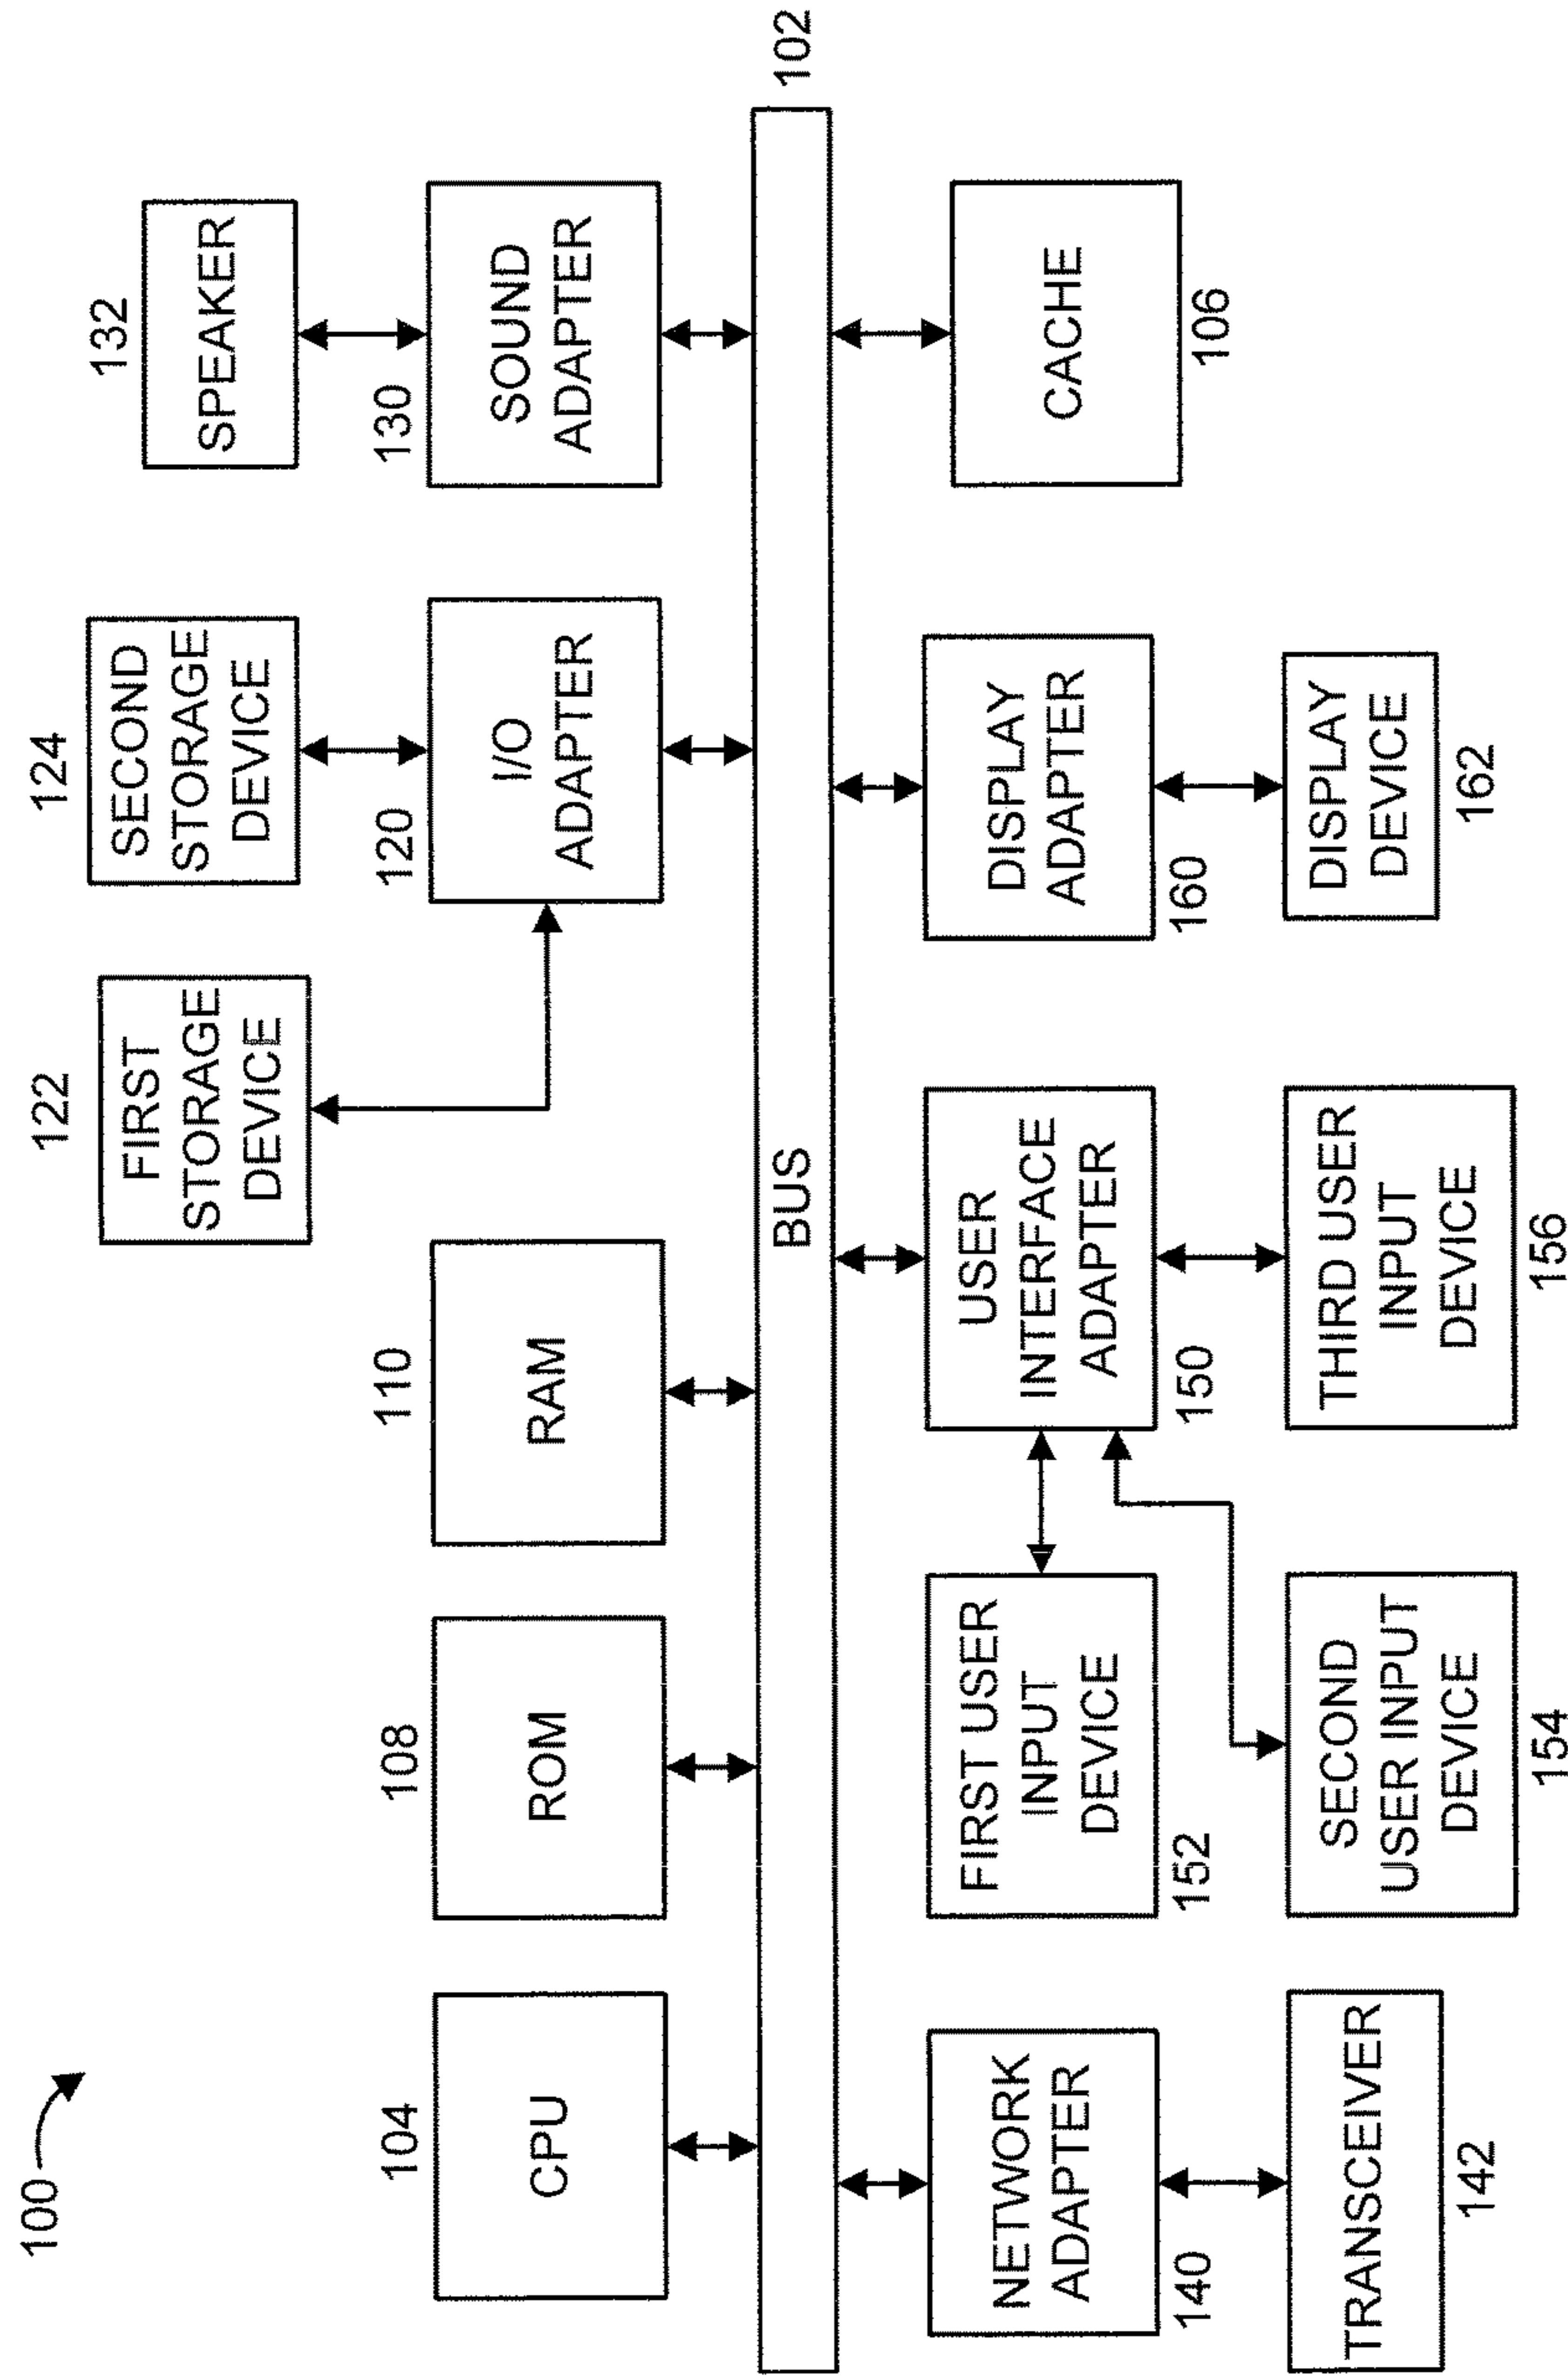 100
122
FIRST
STORAGE
DEVICE
124
SECOND
STORAGE
DEVICE
132
SPEAKER
104
CPU
108
ROM
110
RAM
120
I/O
ADAPTER
130
SOUND
ADAPTER
BUS
102
NETWORK
ADAPTER
140
FIRST USER
INPUT
DEVICE
152
USER
INTERFACE
ADAPTER
150
DISPLAY
ADAPTER
160
CACHE
106
TRANSCEIVER
142
SECOND
USER INPUT
DEVICE
154
THIRD USER
INPUT
DEVICE
156
DISPLAY
DEVICE
162